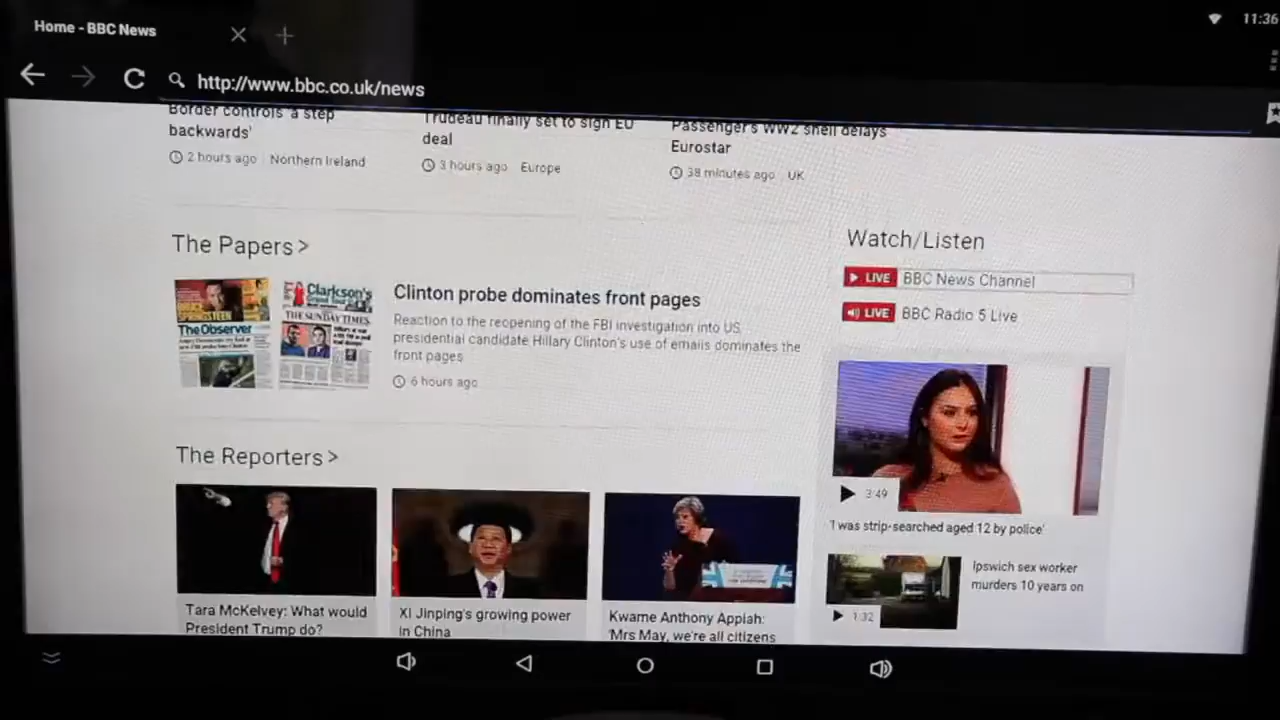 Home - BBC News
11:36
http://www.bbc.co.uk/news
Border controls 'a step
backwards'
2 hours ago Northern Ireland
Trudeau finally set to sign EU
deal
3 hours ago Europe
Passenger's WW2 shell delays
Eurostar
38 minutes ago UK
The Papers >
The Observer
Clarkson's
THE SUNDAY TIMES
Clinton probe dominates front pages
Reaction to the reopening of the FBI investigation into US
presidential candidate Hillary Clinton's use of emails dominates the
front pages
6 hours ago
Watch/Listen
LIVE BBC News Channel
LIVE BBC Radio 5 Live
3:49
'I was strip-searched aged 12 by police'
1:32
Ipswich sex worker
murders 10 years on
The Reporters >
Tara McKelvey: What would
President Trump do?
Xi Jinping's growing power
in China
Kwame Anthony Appiah:
'Mrs May, we're all citizens